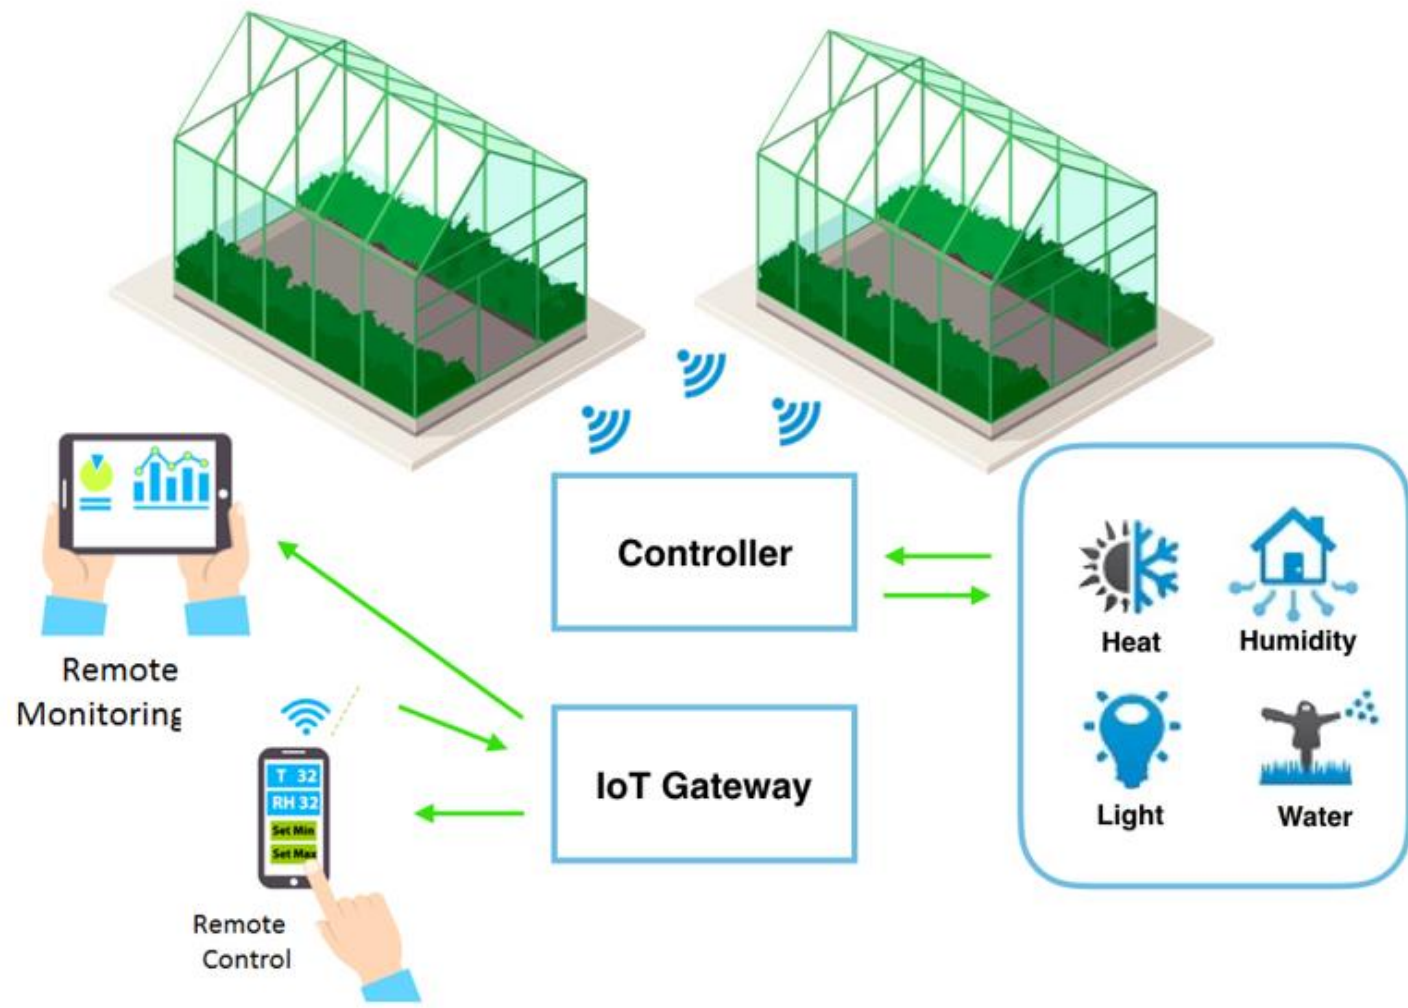 Controller
Heat
Humidity
Light
Water
Remote
Monitoring
IoT Gateway
T 32
RH 32
Set Min
Set Max
Remote
Control